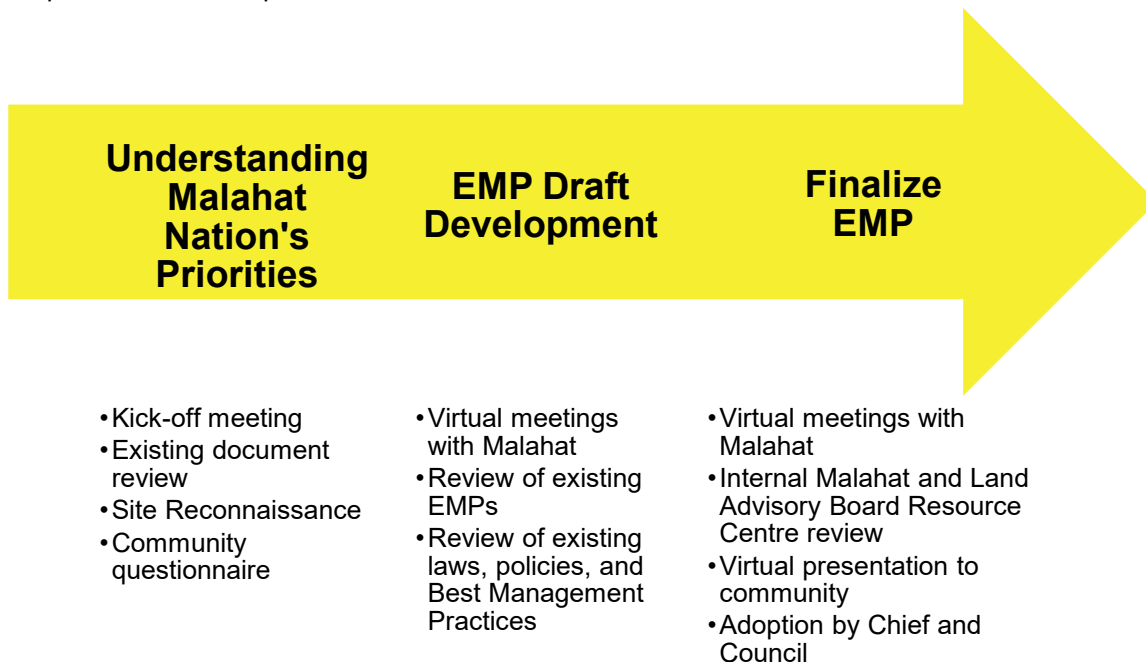 Understanding
Malahat
Nation's
Priorities
EMP Draft
Development
Finalize
EMP
•Kick-off meeting
•Existing document
review
•Site Reconnaissance
•Community
questionnaire
•Virtual meetings
with Malahat
•Review of existing
EMPs
•Review of existing
laws, policies, and
Best Management
Practices
•Virtual meetings with
Malahat
•Internal Malahat and Land
Advisory Board Resource
Centre review
•Virtual presentation to
community
•Adoption by Chief and
Council